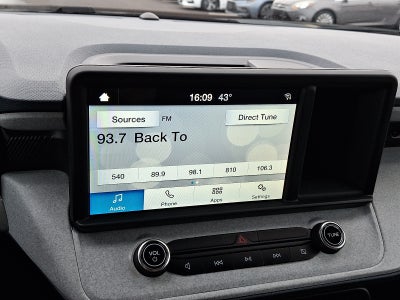 16:09 43°
Sources FM Direct Tune
93.7 Back To
540 89.9 98.1 810 106.3
Audio Phone Apps Settings
VOL TUNE